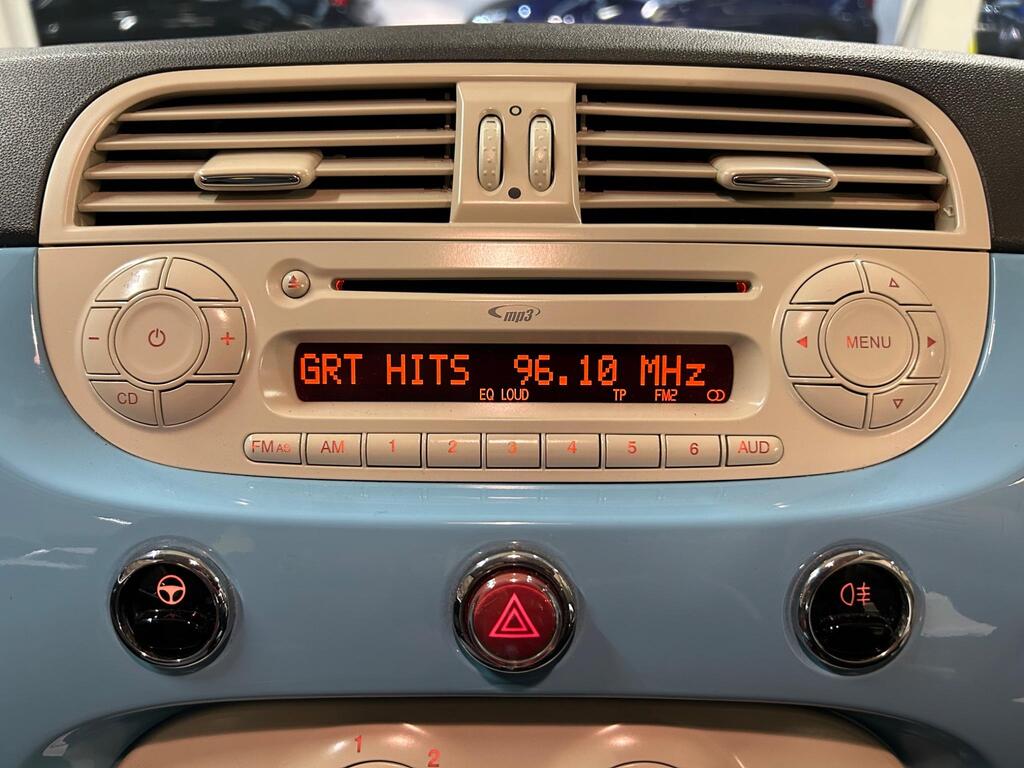 mp3
GRT HITS 96.10 MHz
EQ LOUD TP FM2
MENU
CD
FM AS AM 1 2 3 4 5 6 AUD
1 2